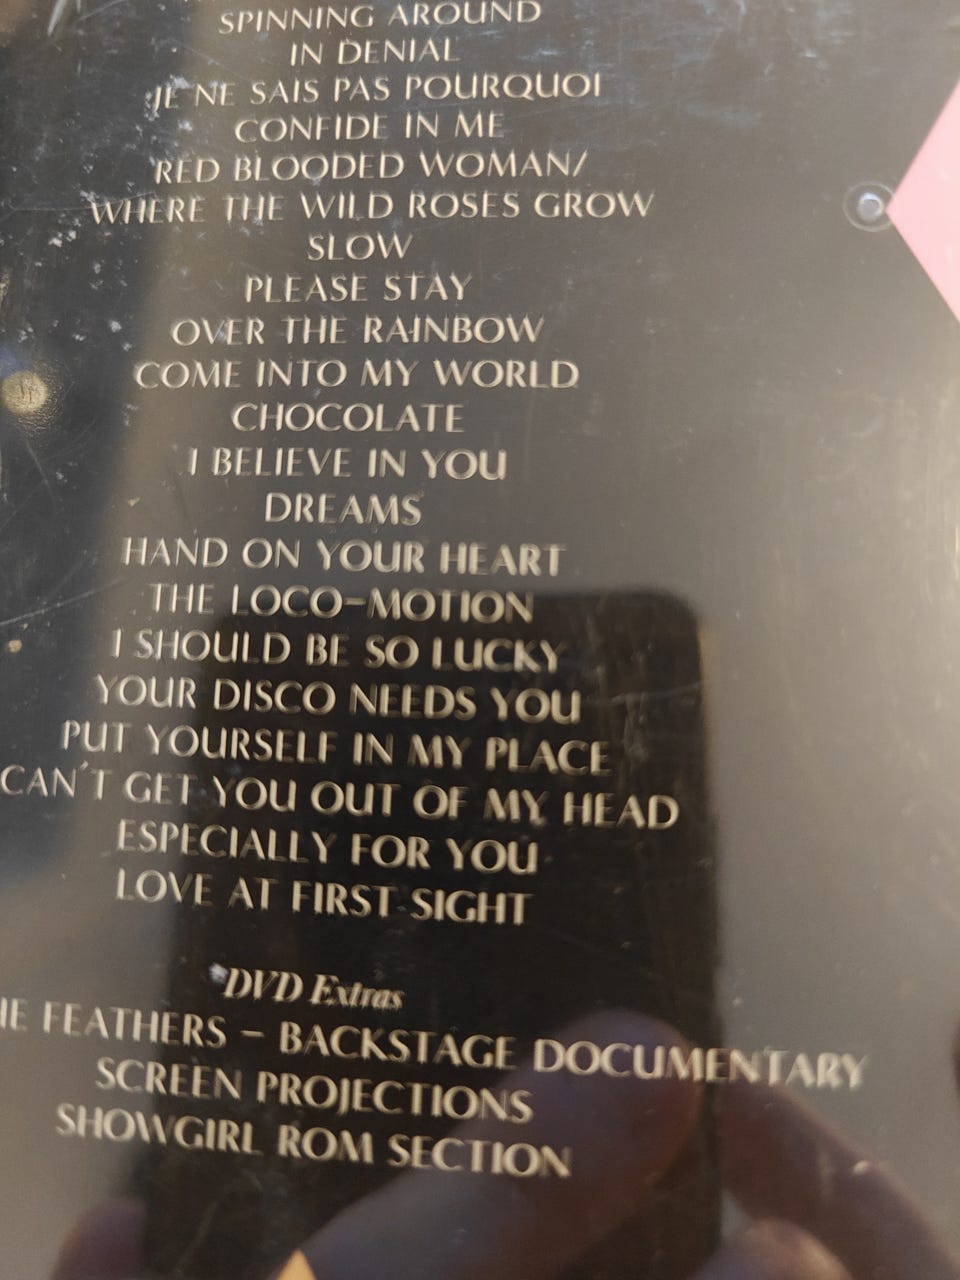 SPINNING AROUND
IN DENIAL
JE NE SAIS PAS POURQUOI
CONFIDE IN ME
RED BLOODED WOMAN/
WHERE THE WILD ROSES GROW
SLOW
PLEASE STAY
OVER THE RAINBOW
COME INTO MY WORLD
CHOCOLATE
I BELIEVE IN YOU
DREAMS
HAND ON YOUR HEART
THE LOCO-MOTION
I SHOULD BE SO LUCKY
YOUR DISCO NEEDS YOU
PUT YOURSELF IN MY PLACE
CAN'T GET YOU OUT OF MY HEAD
ESPECIALLY FOR YOU
LOVE AT FIRST SIGHT
DVD Extras
FEATHERS – BACKSTAGE DOCUMENTARY
SCREEN PROJECTIONS
SHOWGIRL ROM SECTION